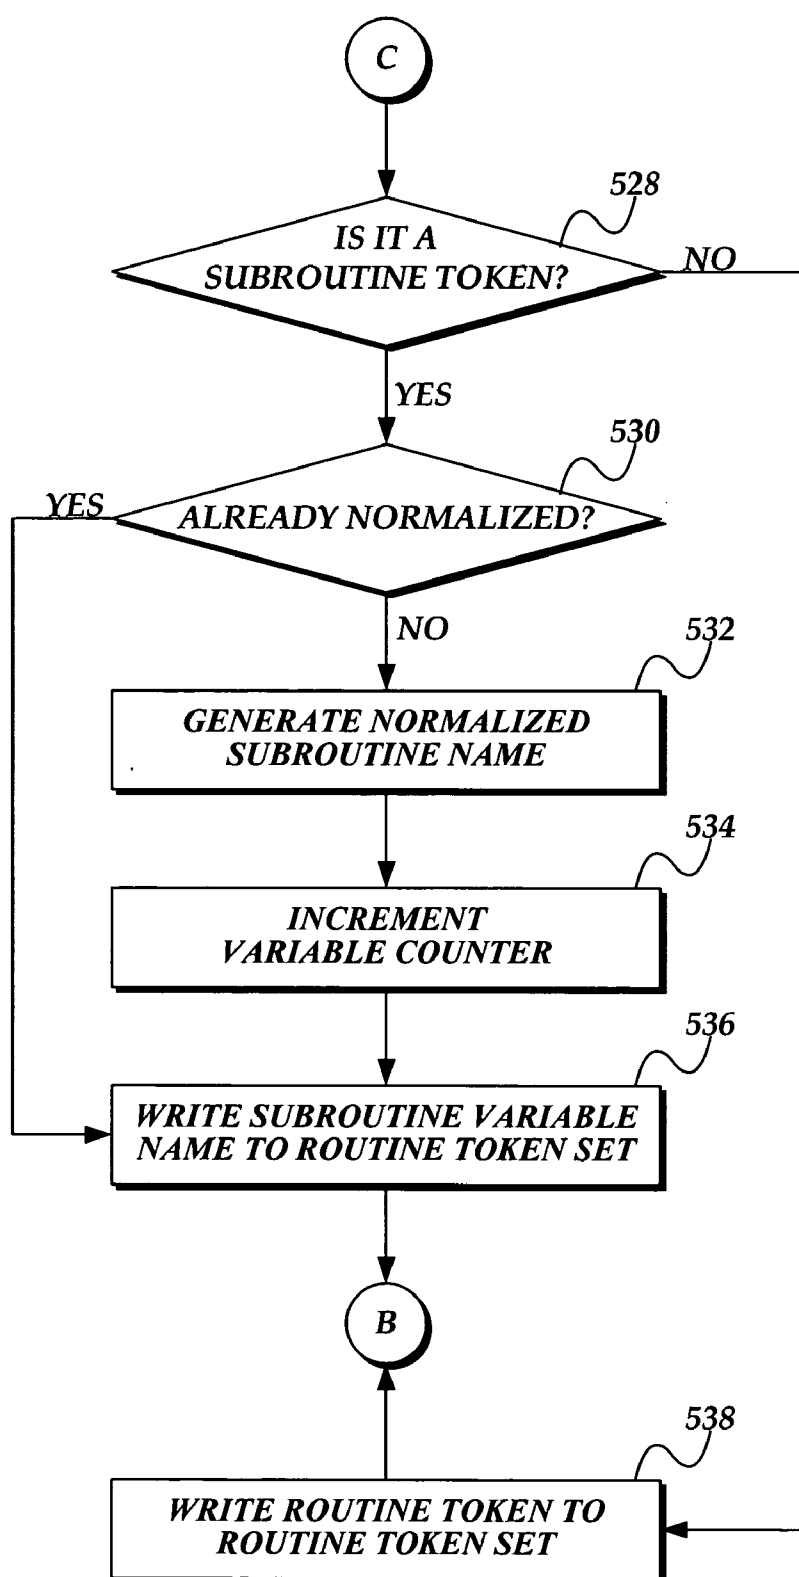 C
528
IS IT A
SUBROUTINE TOKEN?
NO
YES
530
YES
ALREADY NORMALIZED?
NO
532
GENERATE NORMALIZED
SUBROUTINE NAME
534
INCREMENT
VARIABLE COUNTER
536
WRITE SUBROUTINE VARIABLE
NAME TO ROUTINE TOKEN SET
B
538
WRITE ROUTINE TOKEN TO
ROUTINE TOKEN SET